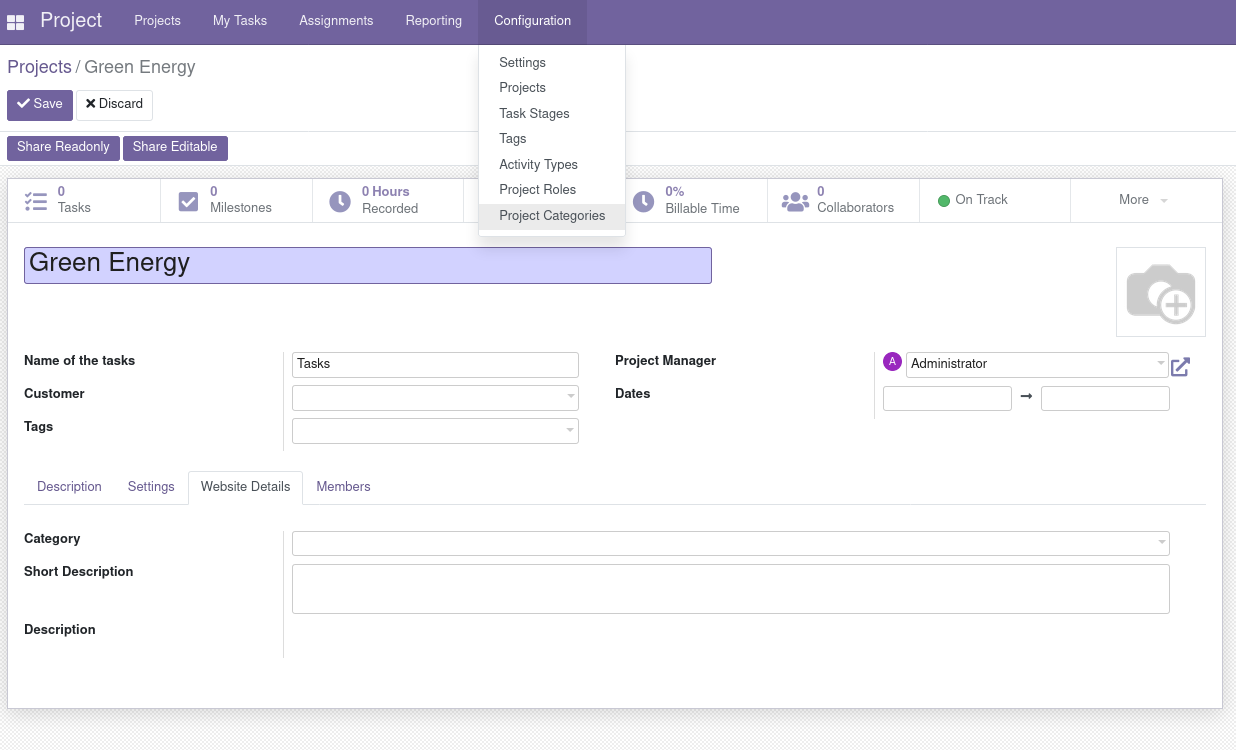 Project Projects My Tasks Assignments Reporting Configuration
Settings
Projects
Task Stages
Tags
Activity Types
Project Roles
Project Categories
Projects / Green Energy
Save Discard
Share Readonly Share Editable
0
Tasks
0
Milestones
0 Hours
Recorded
0%
Billable Time
0
Collaborators
On Track
More
Green Energy
Name of the tasks Tasks
Customer
Tags
Project Manager A Administrator
Dates →
Description Settings Website Details Members
Category
Short Description
Description